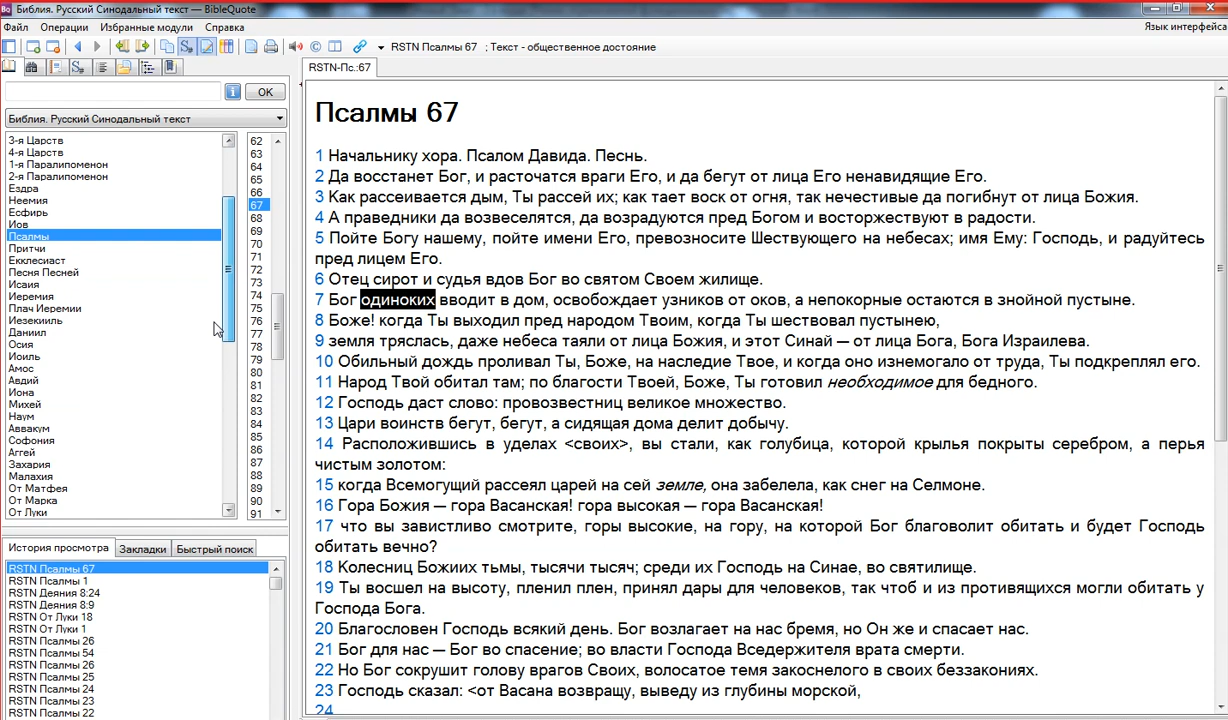 Библия. Русский Синодальный текст — BibleQuote
Файл Операции Избранные модули Справка
Язык интерфейса
RSTN Псалмы 67 ; Текст - общественное достояние
RSTN-Пс.:67
OK
Библия. Русский Синодальный текст
3-я Царств
4-я Царств
1-я Паралипоменон
2-я Паралипоменон
Ездра
Неемия
Есфирь
Иов
Псалмы
Притчи
Екклесиаст
Песня Песней
Исаия
Иеремия
Плач Иеремии
Иезекииль
Даниил
Осия
Иоиль
Амос
Авдий
Иона
Михей
Наум
Аввакум
Софония
Аггей
Захария
Малахия
От Матфея
От Марка
От Луки
62
63
64
65
66
67
68
69
70
71
72
73
74
75
76
77
78
79
80
81
82
83
84
85
86
87
88
89
90
91
История просмотра Закладки Быстрый поиск
RSTN Псалмы 67
RSTN Псалмы 1
RSTN Деяния 8:24
RSTN Деяния 8:9
RSTN От Луки 18
RSTN От Луки 1
RSTN Псалмы 26
RSTN Псалмы 54
RSTN Псалмы 26
RSTN Псалмы 25
RSTN Псалмы 24
RSTN Псалмы 23
RSTN Псалмы 22
Псалмы 67
1 Начальнику хора. Псалом Давида. Песнь.
2 Да восстанет Бог, и расточатся враги Его, и да бегут от лица Его ненавидящие Его.
3 Как рассеивается дым, Ты рассей их; как тает воск от огня, так нечестивые да погибнут от лица Божия.
4 А праведники да возвеселятся, да возрадуются пред Богом и восторжествуют в радости.
5 Пойте Богу нашему, пойте имени Его, превозносите Шествующего на небесах; имя Ему: Господь, и радуйтесь
пред лицем Его.
6 Отец сирот и судья вдов Бог во святом Своем жилище.
7 Бог одиноких вводит в дом, освобождает узников от оков, а непокорные остаются в знойной пустыне.
8 Боже! когда Ты выходил пред народом Твоим, когда Ты шествовал пустынею,
9 земля тряслась, даже небеса таяли от лица Божия, и этот Синай — от лица Бога, Бога Израилева.
10 Обильный дождь проливал Ты, Боже, на наследие Твое, и когда оно изнемогало от труда, Ты подкреплял его.
11 Народ Твой обитал там; по благости Твоей, Боже, Ты готовил необходимое для бедного.
12 Господь даст слово: провозвестниц великое множество.
13 Цари воинств бегут, бегут, а сидящая дома делит добычу.
14 Расположившись в уделах <своих>, вы стали, как голубица, которой крылья покрыты серебром, а перья
чистым золотом:
15 когда Всемогущий рассеял царей на сей земле, она забелела, как снег на Селмоне.
16 Гора Божия — гора Васанская! гора высокая — гора Васанская!
17 что вы завистливо смотрите, горы высокие, на гору, на которой Бог благоволит обитать и будет Господь
обитать вечно?
18 Колесниц Божиих тьмы, тысячи тысяч; среди их Господь на Синае, во святилище.
19 Ты восшел на высоту, пленил плен, принял дары для человеков, так чтоб и из противящихся могли обитать у
Господа Бога.
20 Благословен Господь всякий день. Бог возлагает на нас бремя, но Он же и спасает нас.
21 Бог для нас — Бог во спасение; во власти Господа Вседержителя врата смерти.
22 Но Бог сокрушит голову врагов Своих, волосатое темя закоснелого в своих беззакониях.
23 Господь сказал: <от Васана возвращу, выведу из глубины морской,
24